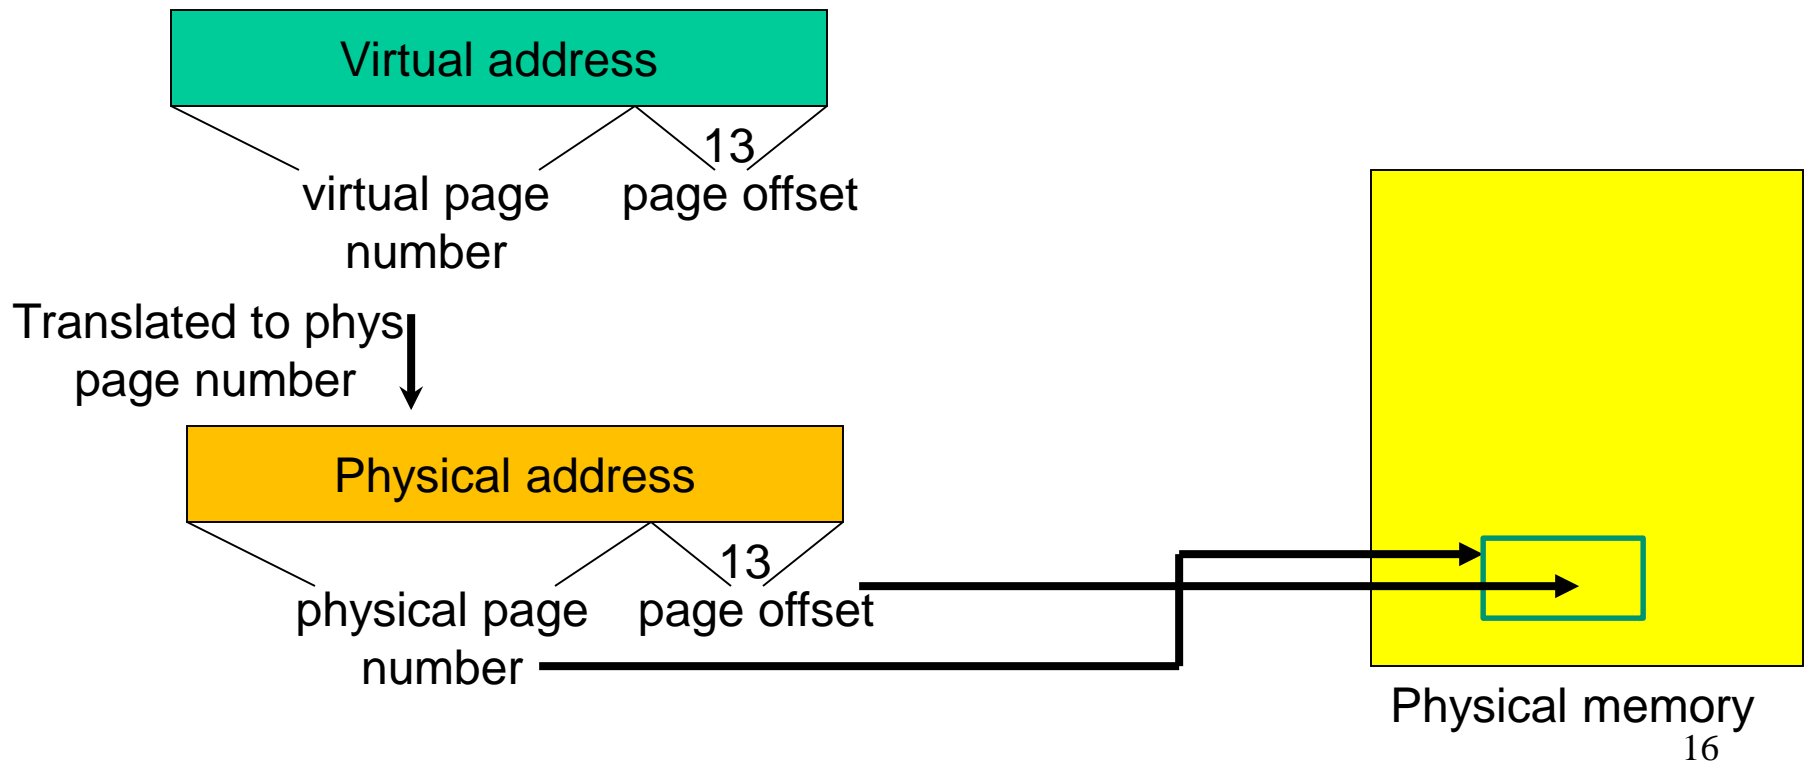 Virtual address
13
virtual page page offset
number
Translated to phys
page number
Physical address
13
physical page page offset
number
Physical memory
16